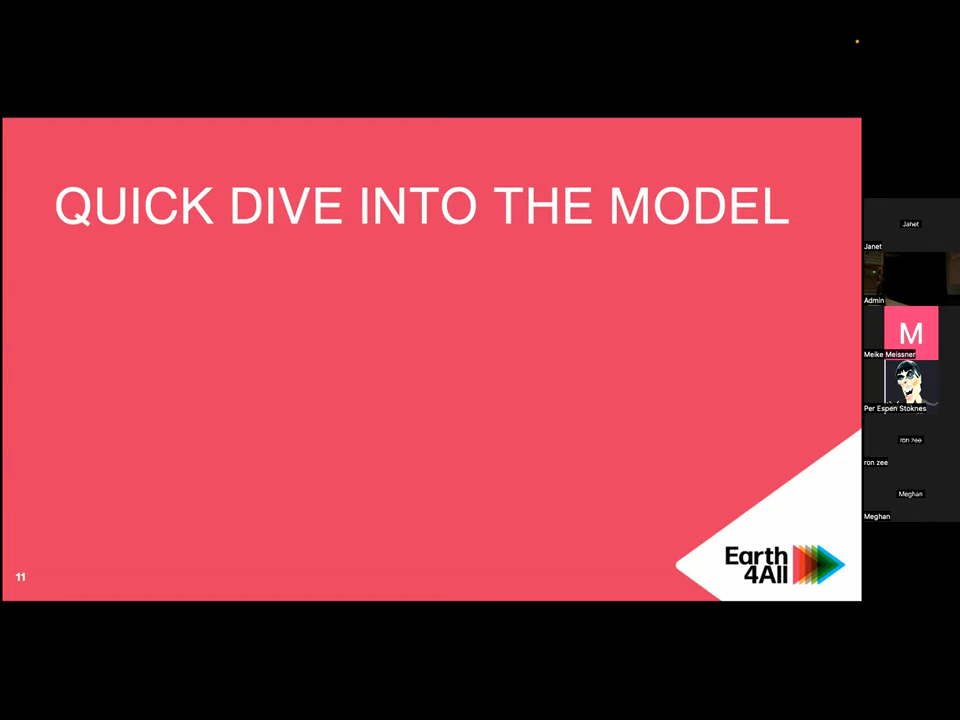 QUICK DIVE INTO THE MODEL
Janet
Janet
Admin
M
Meike Meissner
Per Espen Stoknes
ron zee
ron zee
Meghan
Meghan
Earth
4All
11